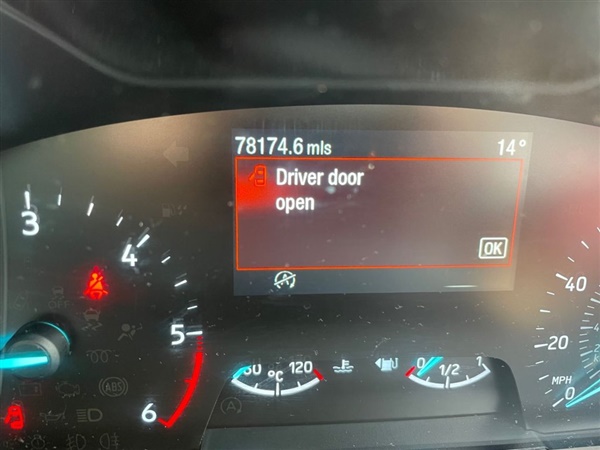 78174.6 mls 14°
Driver door
open
OK
3
4
5
6
ABS
60 °C 120
0 1/2 1
40
20
MPH 0